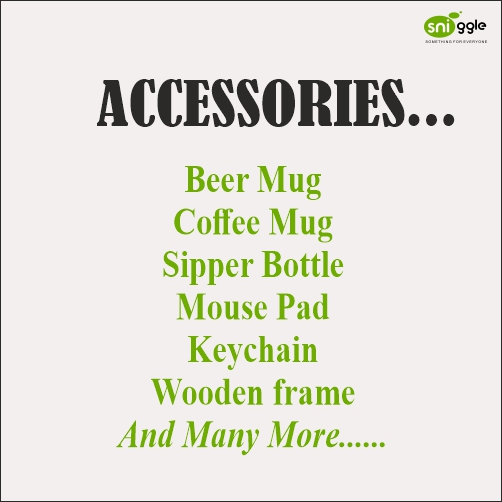 sniggle
SOMETHING FOR EVERYONE
ACCESSORIES...
Beer Mug
Coffee Mug
Sipper Bottle
Mouse Pad
Keychain
Wooden frame
And Many More......